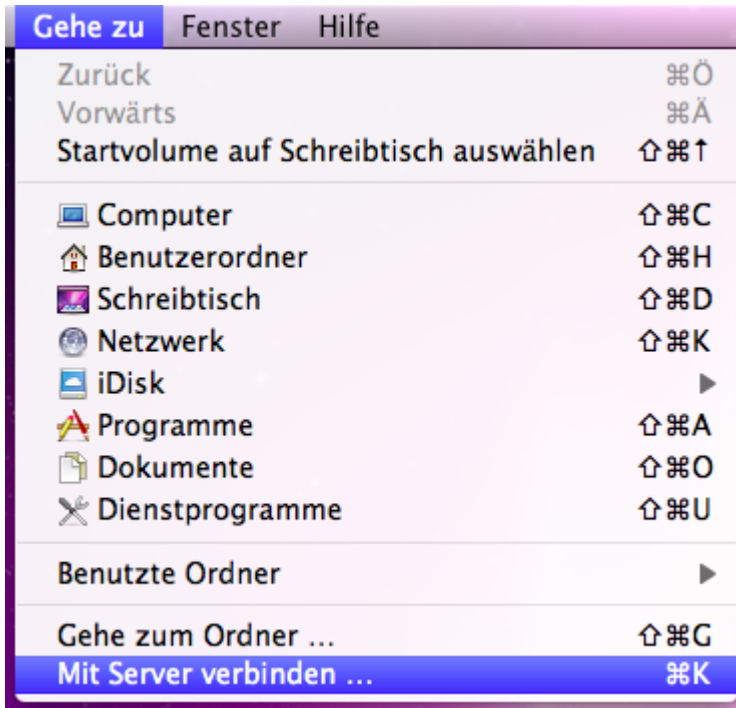 Gehe zu Fenster Hilfe
Zurück ⌘Ö
Vorwärts ⌘Ä
Startvolume auf Schreibtisch auswählen ⇧⌘↑
Computer ⇧⌘C
Benutzerordner ⇧⌘H
Schreibtisch ⇧⌘D
Netzwerk ⇧⌘K
iDisk ▶
Programme ⇧⌘A
Dokumente ⇧⌘O
Dienstprogramme ⇧⌘U
Benutzte Ordner ▶
Gehe zum Ordner ... ⇧⌘G
Mit Server verbinden ... ⌘K